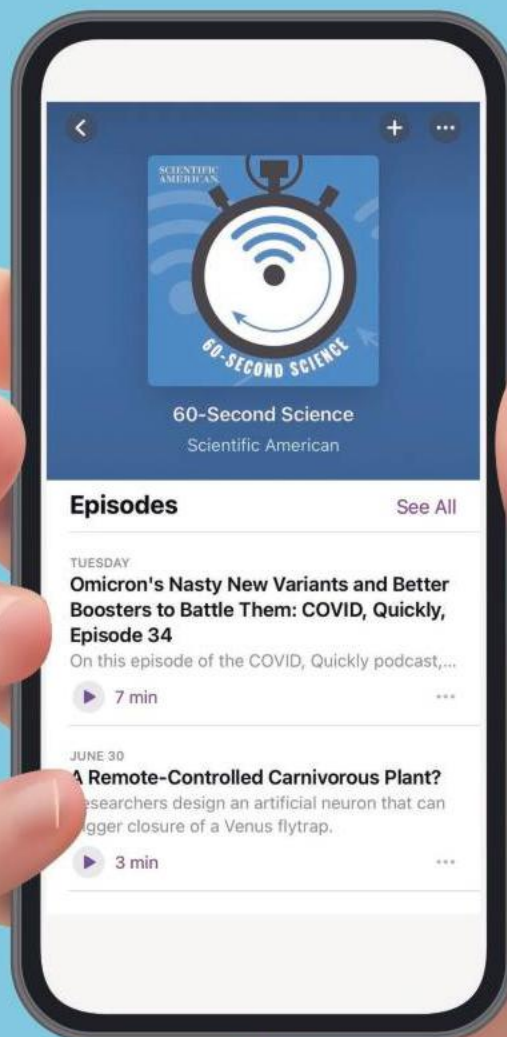 SCIENTIFIC
AMERICAN
60-SECOND SCIENCE
60-Second Science
Scientific American
Episodes
See All
TUESDAY
Omicron's Nasty New Variants and Better
Boosters to Battle Them: COVID, Quickly,
Episode 34
On this episode of the COVID, Quickly podcast,...
7 min
JUNE 30
A Remote-Controlled Carnivorous Plant?
esearchers design an artificial neuron that can
igger closure of a Venus flytrap.
3 min